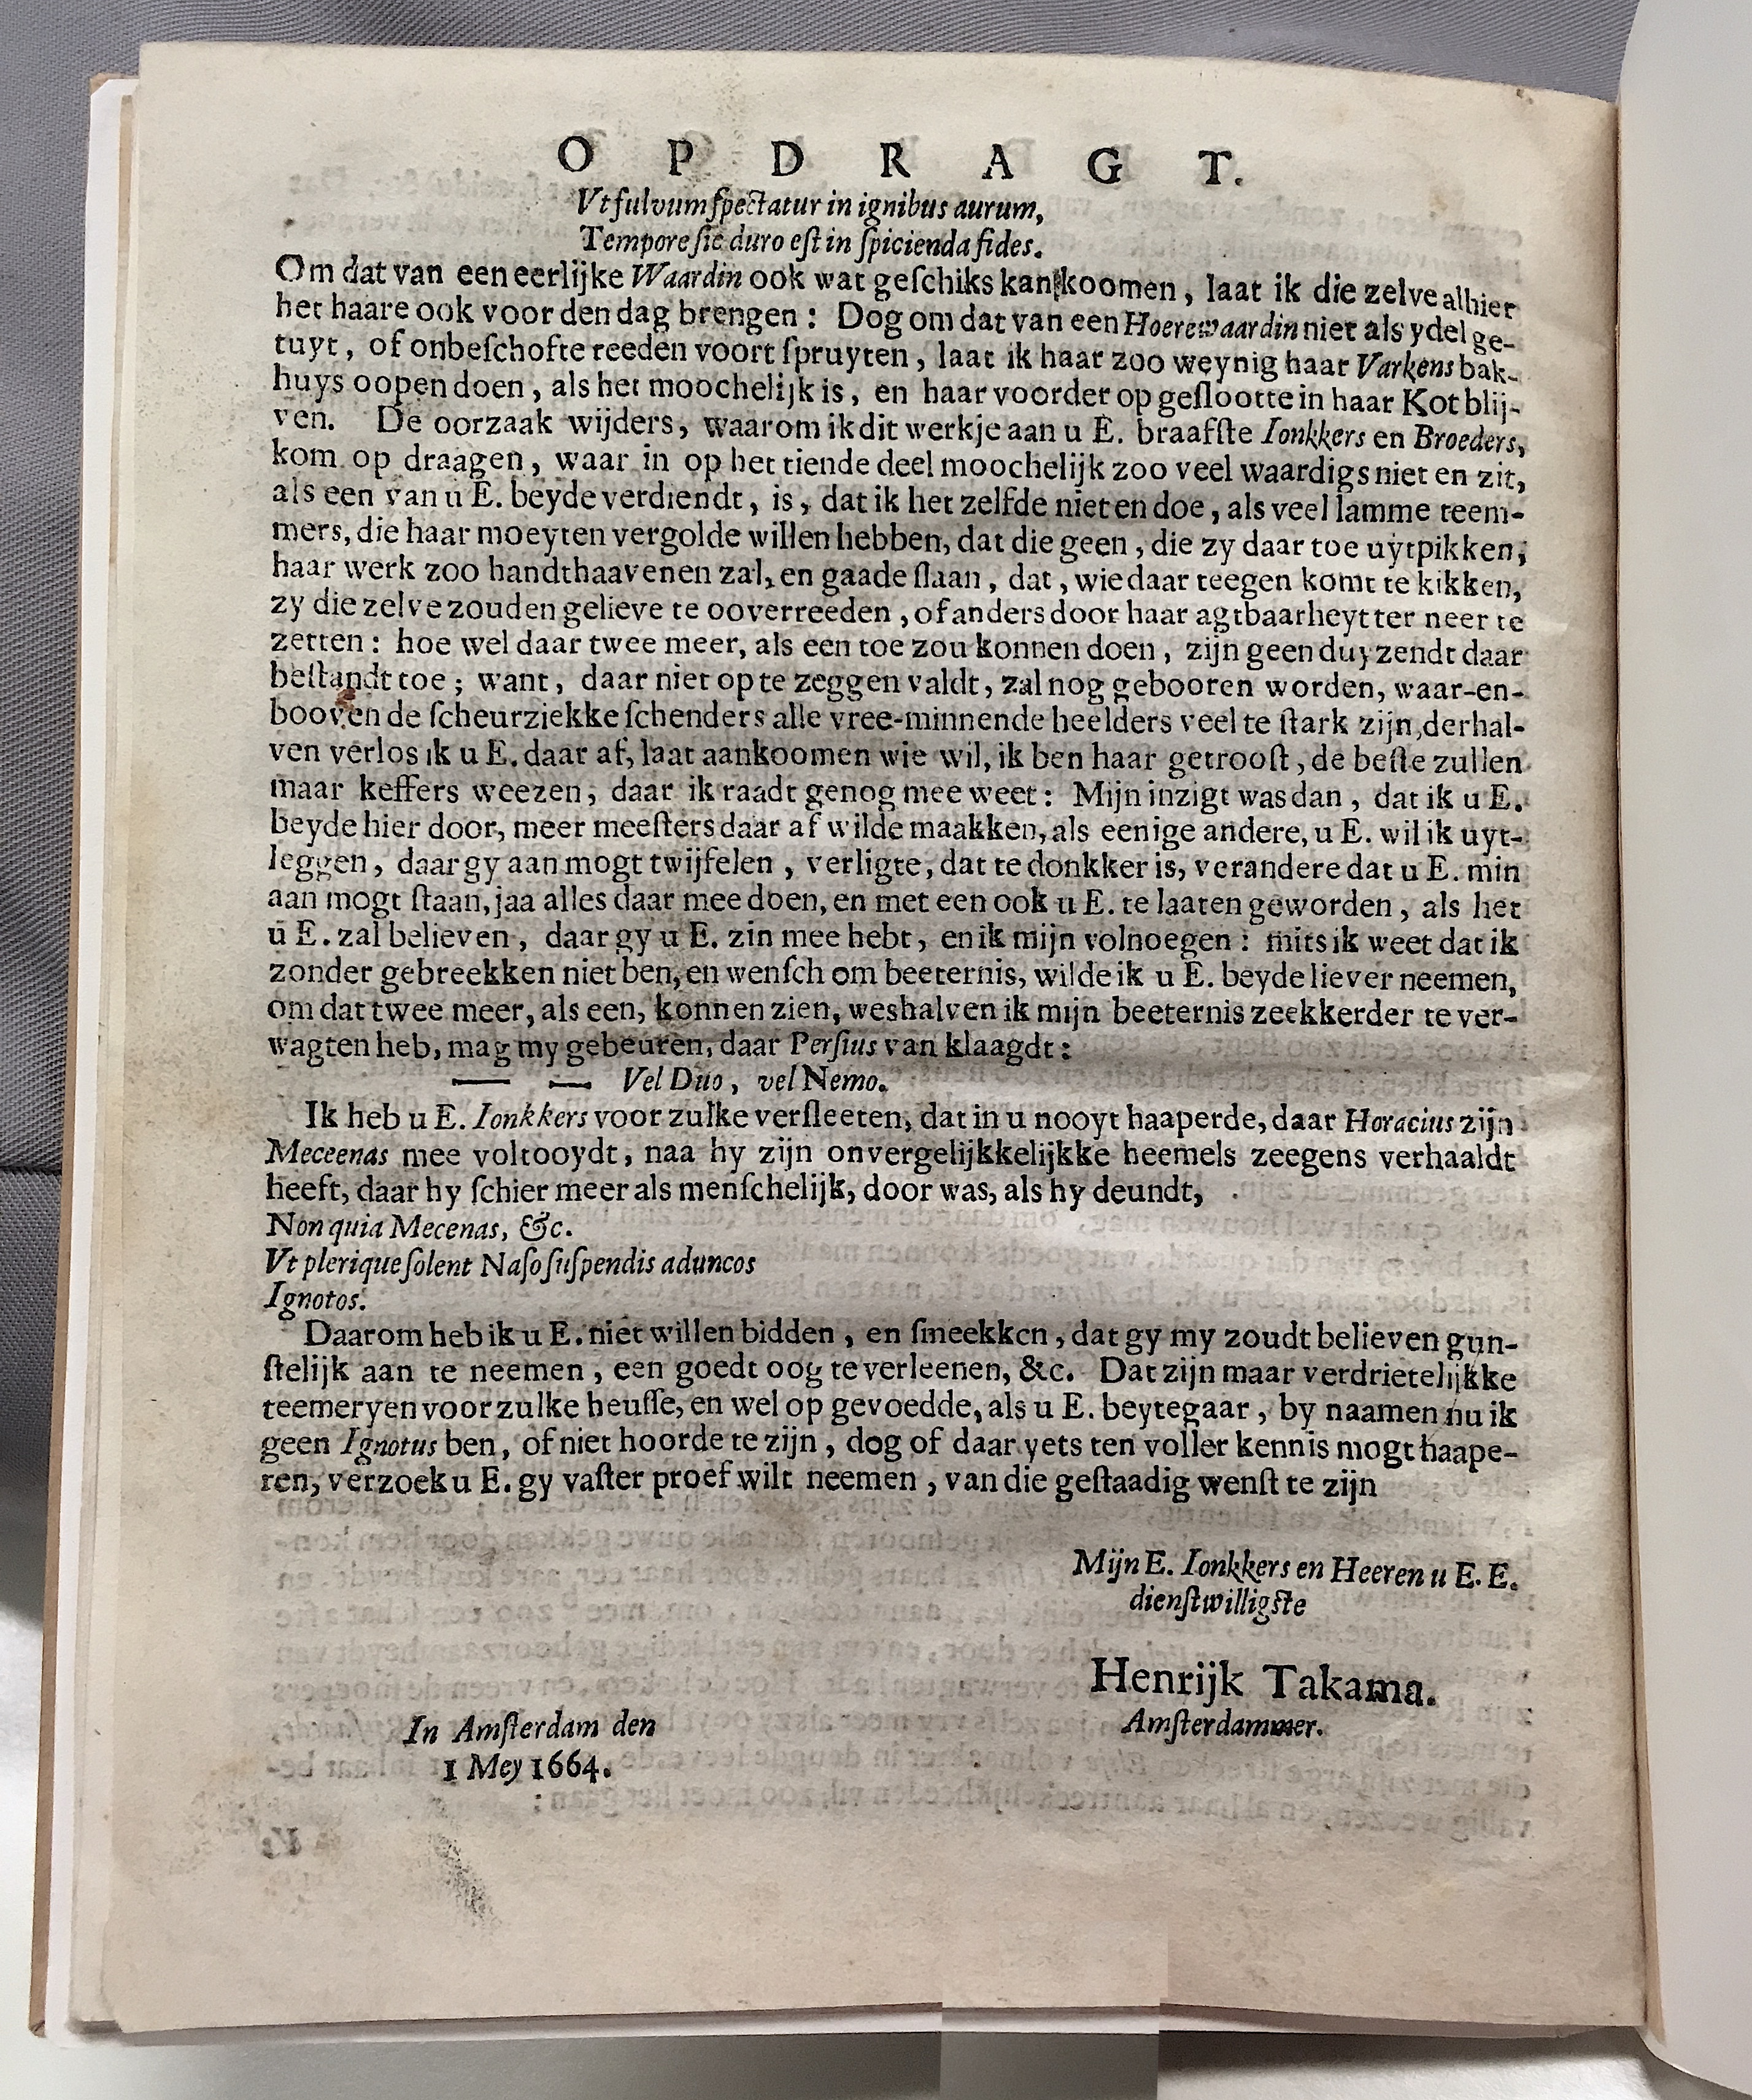 OPDRAGT.
Vt fulvum ſpectatur in ignibus aurum,
Tempore ſic duro eſt in ſpicienda fides.
Om dat van een eerlijke Waardin ook wat geſchiks kan koomen, laat ik die zelve alhier
het haare ook voor den dag brengen: Dog om dat van een Hoerewaardin niet als ydel ge-
tuyt, of onbeſchofte reeden voort ſpruyten, laat ik haar zoo weynig haar Varkens bak-
huys oopen doen, als het moochelijk is, en haar voorder op geſlootte in haar Kot blij-
ven. De oorzaak wijders, waarom ik dit werkje aan u E. braafſte Ionkkers en Broeders,
kom op draagen, waar in op het tiende deel moochelijk zoo veel waardigs niet en zit,
als een van u E. beyde verdiendt, is, dat ik het zelfde niet en doe, als veel lamme teem-
mers, die haar moeyten vergolde willen hebben, dat die geen, die zy daar toe uytpikken,
haar werk zoo handthaavenen zal, en gaade ſlaan, dat, wie daar teegen komt te kikken,
zy die zelve zouden gelieve te ooverreeden, of anders door haar agtbaarheyt ter neer te
zetten: hoe wel daar twee meer, als een toe zou konnen doen, zijn geen duyzendt daar
beſtandt toe; want, daar niet op te zeggen valdt, zal nog gebooren worden, waar-en-
booven de ſcheurziekke ſchenders alle vree-minnende heelders veel te ſtark zijn, derhal-
ven verlos ik u E. daar af, laat aankoomen wie wil, ik ben haar getrooſt, de beſte zullen
maar keffers weezen, daar ik raadt genog mee weet: Mijn inzigt was dan, dat ik u E.
beyde hier door, meer meeſters daar af wilde maakken, als eenige andere, u E. wil ik uyt-
leggen, daar gy aan mogt twijfelen, verligte, dat te donkker is, verandere dat u E. min
aan mogt ſtaan, jaa alles daar mee doen, en met een ook u E. te laaten geworden, als het
u E. zal believen, daar gy u E. zin mee hebt, en ik mijn volnoegen: mits ik weet dat ik
zonder gebreekken niet ben, en wenſch om beeternis, wilde ik u E. beyde liever neemen,
om dat twee meer, als een, konnen zien, weshalven ik mijn beeternis zeekkerder te ver-
wagten heb, mag my gebeuren, daar Perſius van klaagdt:
— — Vel Duo, vel Nemo.
Ik heb u E. Ionkkers voor zulke verſleeten, dat in u nooyt haaperde, daar Horacius zijn
Meceenas mee voltooydt, naa hy zijn onvergelijkkelijkke heemels zeegens verhaaldt
heeft, daar hy ſchier meer als menſchelijk, door was, als hy deundt,
Non quia Mecenas, &c.
Vt plerique ſolent Naſo ſuſpendis aduncos
Ignotos.
Daarom heb ik u E. niet willen bidden, en ſmeekken, dat gy my zoudt believen gun-
ſtelijk aan te neemen, een goedt oog te verleenen, &c. Dat zijn maar verdrietelijkke
teemeryen voor zulke heuſſe, en wel op gevoedde, als u E. beytegaar, by naamen nu ik
geen Ignotus ben, of niet hoorde te zijn, dog of daar yets ten voller kennis mogt haape-
ren, verzoek u E. gy vaſter proef wilt neemen, van die geſtaadig wenſt te zijn
Mijn E. Ionkkers en Heeren u E. E.
dienſtwilligſte
Henrijk Takama.
Amſterdammer.
In Amſterdam den
1 Mey 1664.